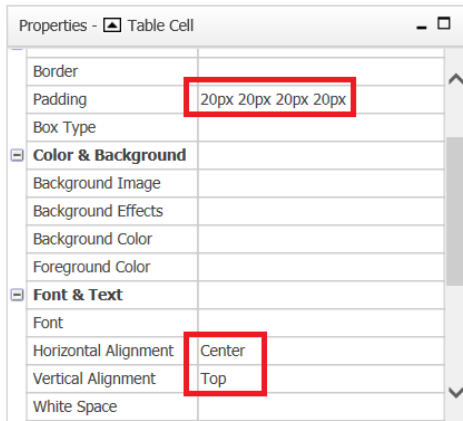 Properties - Table Cell
Border
Padding 20px 20px 20px 20px
Box Type
Color & Background
Background Image
Background Effects
Background Color
Foreground Color
Font & Text
Font
Horizontal Alignment Center
Vertical Alignment Top
White Space